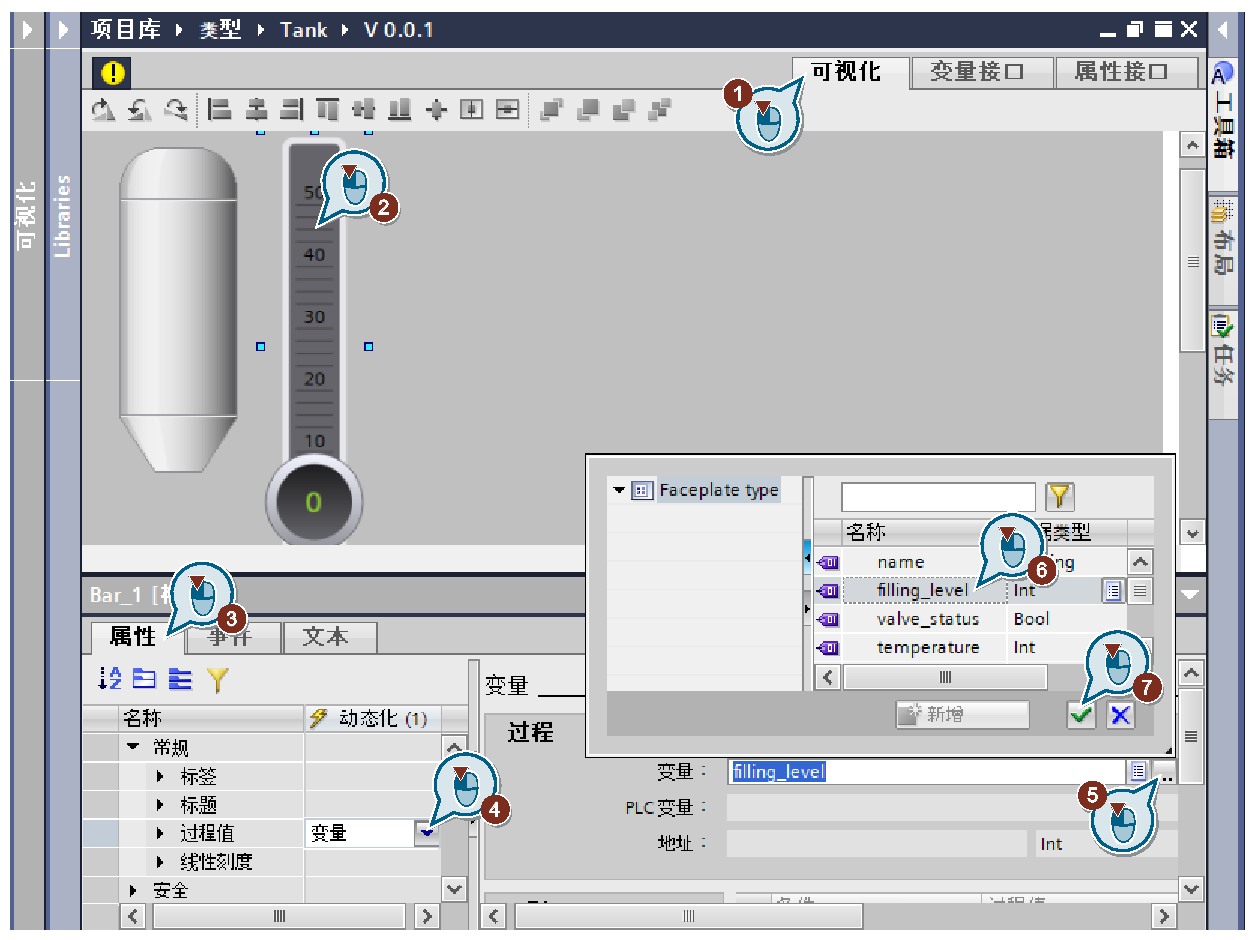 项目库 ▸ 类型 ▸ Tank ▸ V 0.0.1
可视化
变量接口
属性接口
1
可视化
Libraries
工具箱
布局
任务
2
50
40
30
20
10
0
Faceplate type
名称
据类型
name
6
filling_level Int
valve_status Bool
temperature Int
7
新增
Bar_1
3
属性 事件 文本
变量
名称 动态化 (1)
过程
常规
标签
变量: filling_level
标题
4
5
PLC 变量:
过程值 变量
地址: Int
线性刻度
安全